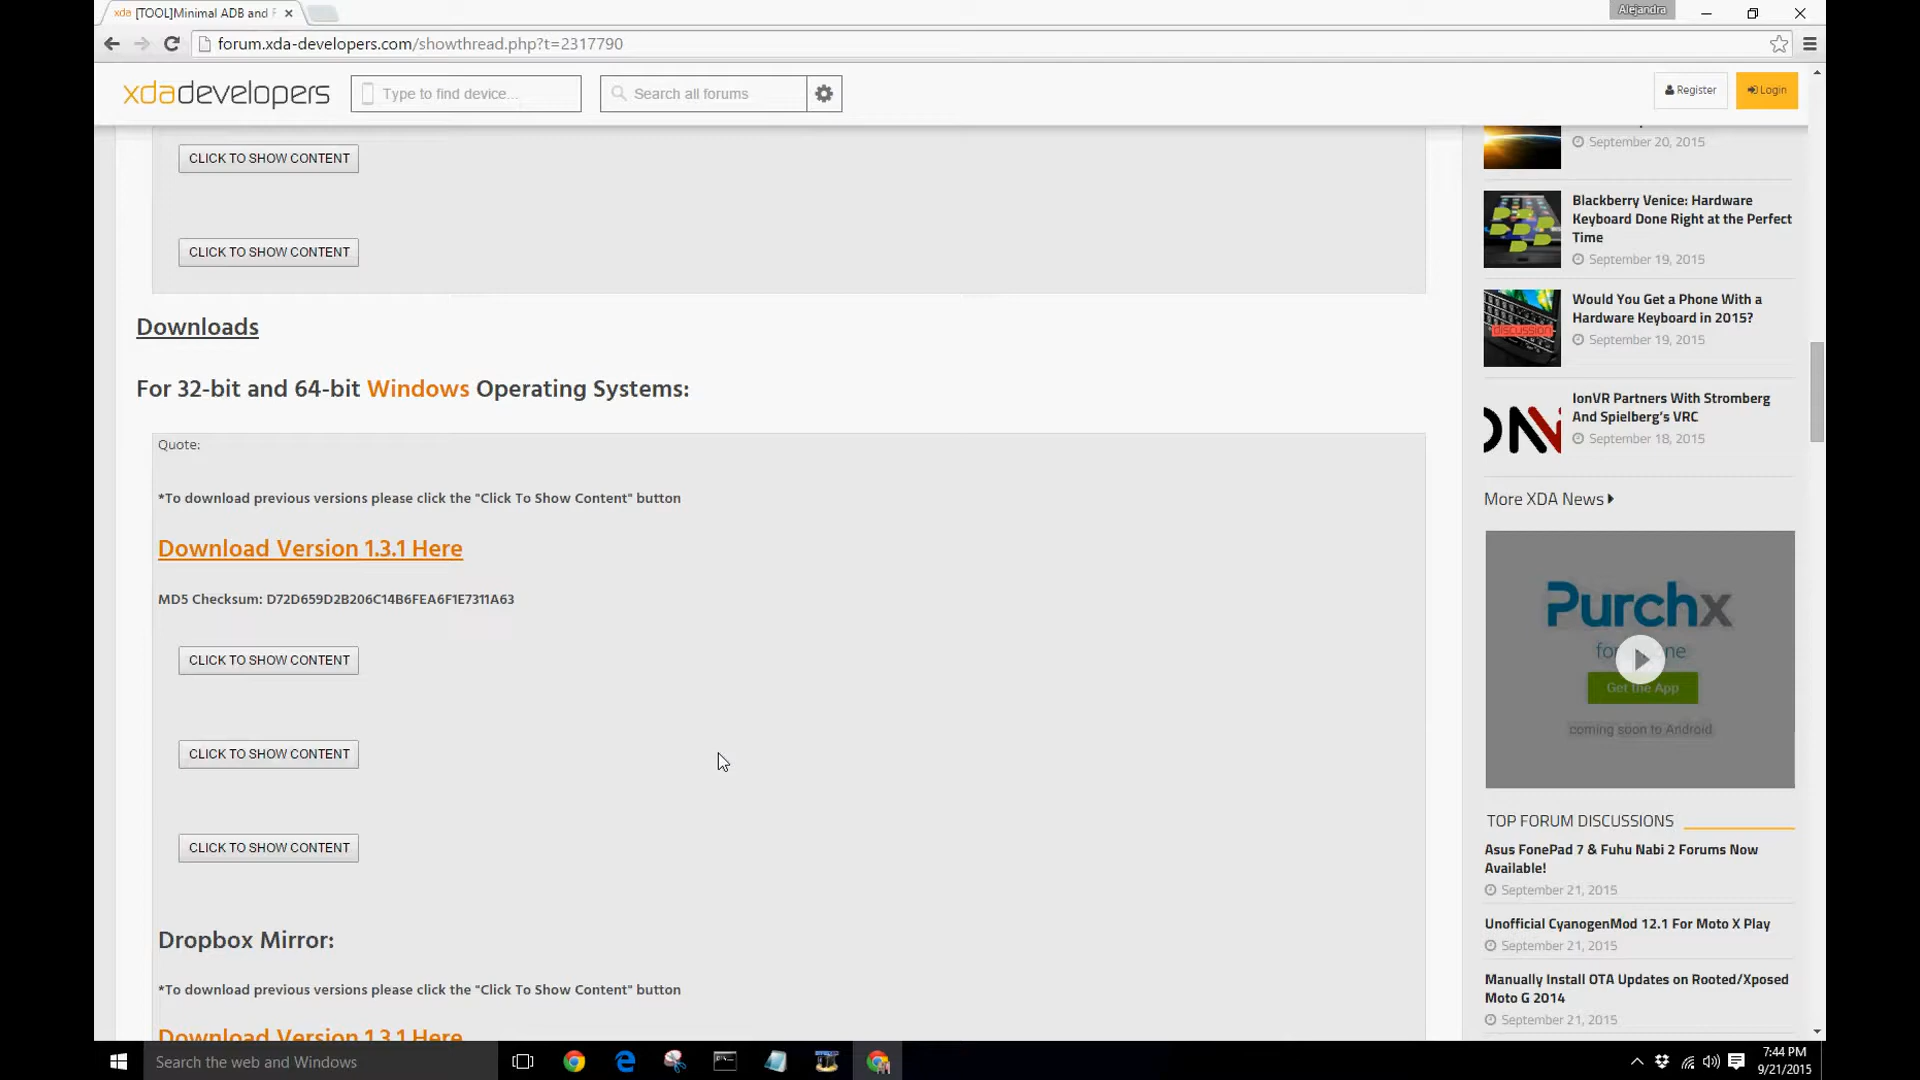 xda [TOOL]Minimal ADB and F
Alejandra
forum.xda-developers.com/showthread.php?t=2317790
xdadevelopers
Type to find device...
Search all forums
Register
Login
CLICK TO SHOW CONTENT
CLICK TO SHOW CONTENT
Downloads
For 32-bit and 64-bit Windows Operating Systems:
Quote:
*To download previous versions please click the "Click To Show Content" button
Download Version 1.3.1 Here
MD5 Checksum: D72D659D2B206C14B6FEA6F1E7311A63
CLICK TO SHOW CONTENT
CLICK TO SHOW CONTENT
CLICK TO SHOW CONTENT
Dropbox Mirror:
*To download previous versions please click the "Click To Show Content" button
Download Version 1.3.1 Here
September 20, 2015
Blackberry Venice: Hardware
Keyboard Done Right at the Perfect
Time
September 19, 2015
discussion
Would You Get a Phone With a
Hardware Keyboard in 2015?
September 19, 2015
IonVR Partners With Stromberg
And Spielberg's VRC
September 18, 2015
More XDA News
Purchx
Get the App
coming soon to Android
TOP FORUM DISCUSSIONS
Asus FonePad 7 & Fuhu Nabi 2 Forums Now
Available!
September 21, 2015
Unofficial CyanogenMod 12.1 For Moto X Play
September 21, 2015
Manually Install OTA Updates on Rooted/Xposed
Moto G 2014
September 21, 2015
Search the web and Windows
7:44 PM
9/21/2015